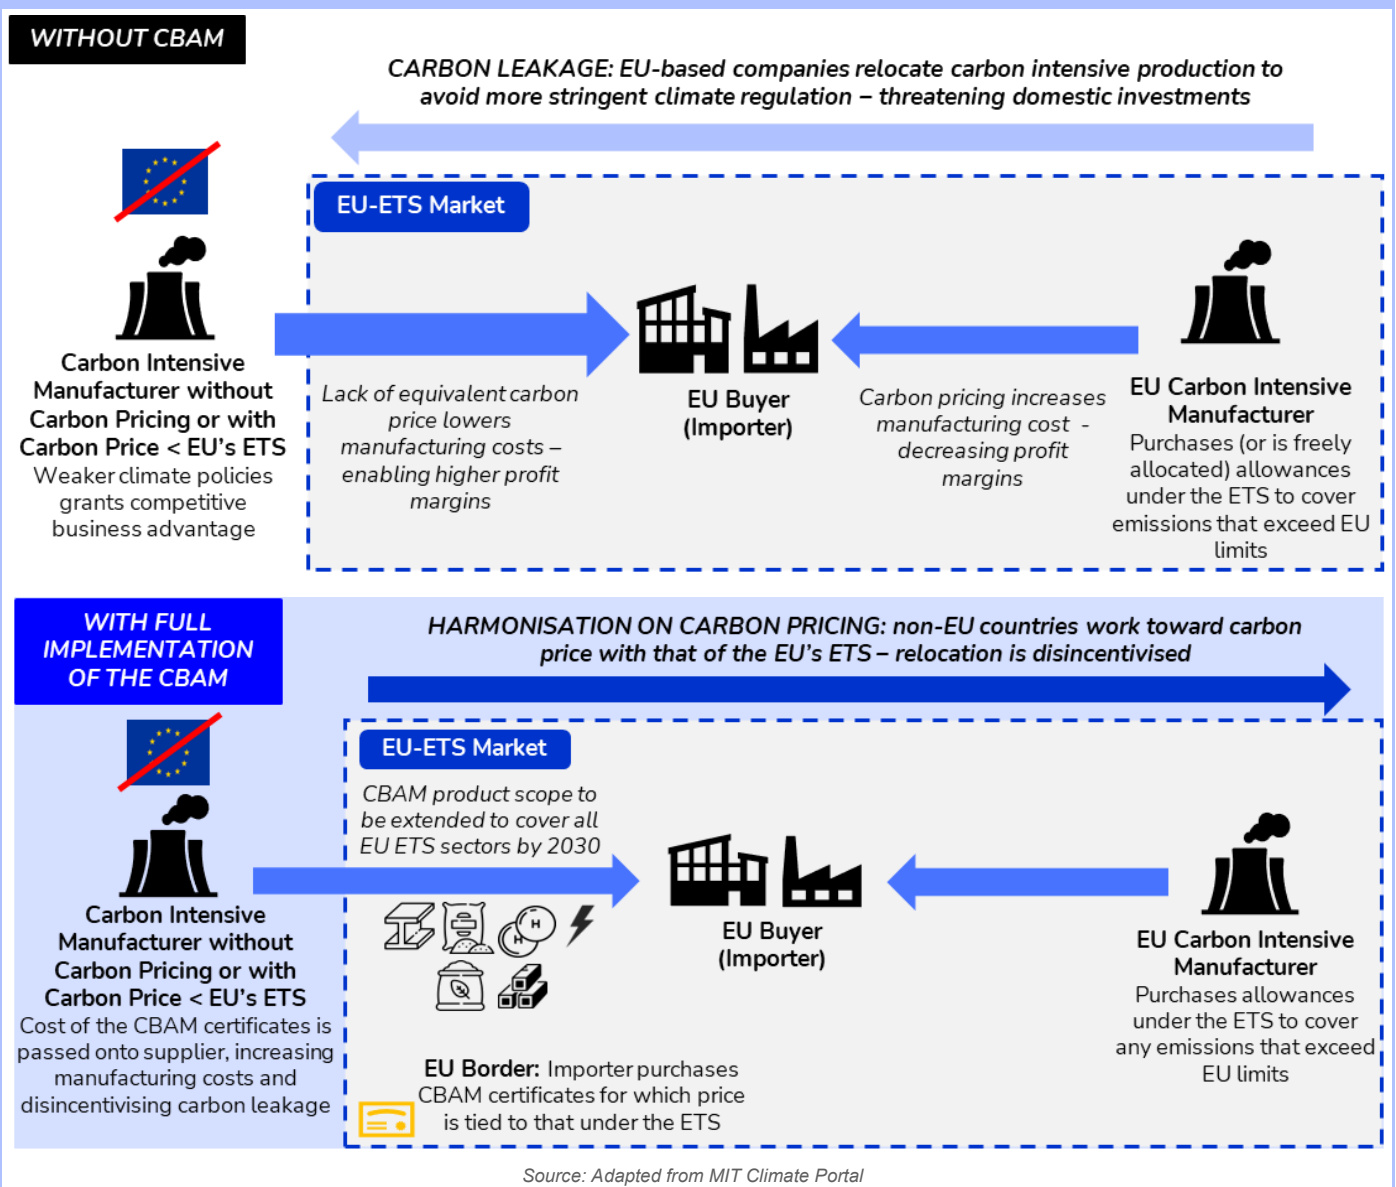 WITHOUT CBAM
CARBON LEAKAGE: EU-based companies relocate carbon intensive production to
avoid more stringent climate regulation – threatening domestic investments
EU-ETS Market
Carbon Intensive
Manufacturer without
Carbon Pricing or with
Carbon Price < EU's ETS
Weaker climate policies
grants competitive
business advantage
Lack of equivalent carbon
price lowers
manufacturing costs –
enabling higher profit
margins
EU Buyer
(Importer)
Carbon pricing increases
manufacturing cost -
decreasing profit
margins
EU Carbon Intensive
Manufacturer
Purchases (or is freely
allocated) allowances
under the ETS to cover
emissions that exceed EU
limits
WITH FULL
IMPLEMENTATION
OF THE CBAM
HARMONISATION ON CARBON PRICING: non-EU countries work toward carbon
price with that of the EU's ETS – relocation is disincentivised
EU-ETS Market
CBAM product scope to
be extended to cover all
EU ETS sectors by 2030
Carbon Intensive
Manufacturer without
Carbon Pricing or with
Carbon Price < EU's ETS
Cost of the CBAM certificates is
passed onto supplier, increasing
manufacturing costs and
disincentivising carbon leakage
H
H
EU Border: Importer purchases
CBAM certificates for which price
is tied to that under the ETS
EU Buyer
(Importer)
EU Carbon Intensive
Manufacturer
Purchases allowances
under the ETS to cover
any emissions that exceed
EU limits
Source: Adapted from MIT Climate Portal